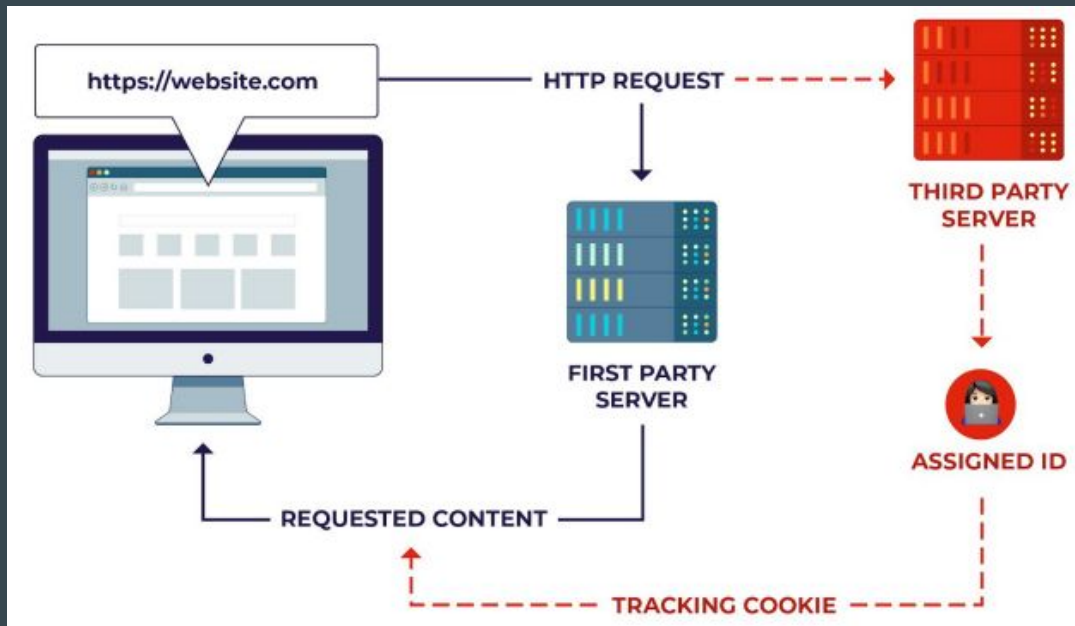 https://website.com
HTTP REQUEST
THIRD PARTY
SERVER
FIRST PARTY
SERVER
ASSIGNED ID
REQUESTED CONTENT
TRACKING COOKIE